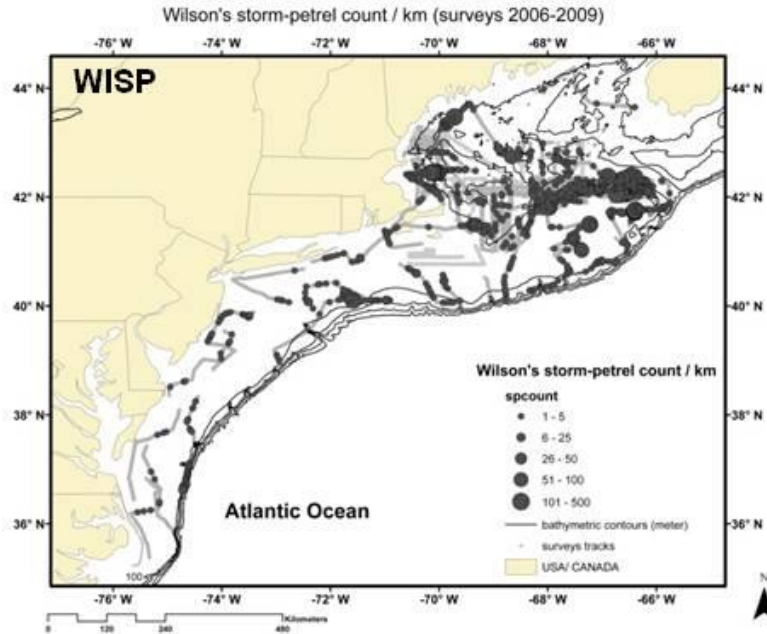 Wilson's storm-petrel count / km (surveys 2006-2009)
-76° W -74° W -72° W -70° W -68° W -66° W
WISP
44° N 44° N
42° N 42° N
40° N 40° N
38° N 38° N
36° N 36° N
Wilson's storm-petrel count / km
spcount
1 - 5
6 - 25
26 - 50
51 - 100
101 - 500
bathymetric contours (meter)
surveys tracks
USA/ CANADA
Atlantic Ocean
100
-76° W -74° W -72° W -70° W -68° W -66° W
N
Kilometers
0 120 240 480